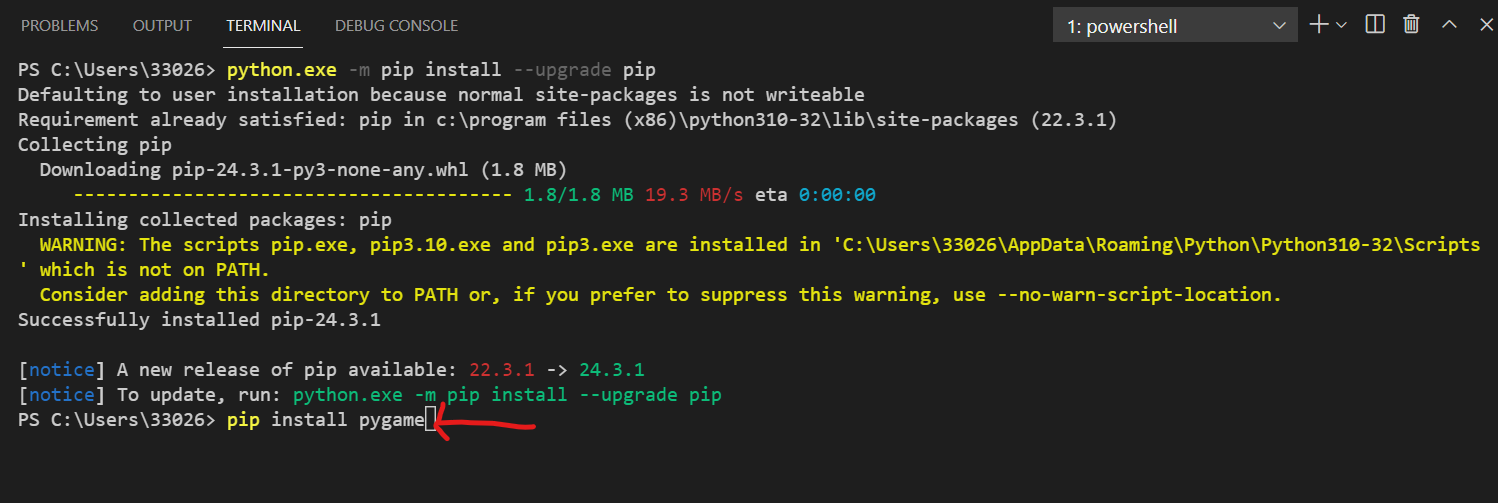 PROBLEMS OUTPUT TERMINAL DEBUG CONSOLE 1: powershell
PS C:\Users\33026> python.exe -m pip install --upgrade pip
Defaulting to user installation because normal site-packages is not writeable
Requirement already satisfied: pip in c:\program files (x86)\python310-32\lib\site-packages (22.3.1)
Collecting pip
  Downloading pip-24.3.1-py3-none-any.whl (1.8 MB)
     ---------------------------------------- 1.8/1.8 MB 19.3 MB/s eta 0:00:00
Installing collected packages: pip
  WARNING: The scripts pip.exe, pip3.10.exe and pip3.exe are installed in 'C:\Users\33026\AppData\Roaming\Python\Python310-32\Scripts
' which is not on PATH.
  Consider adding this directory to PATH or, if you prefer to suppress this warning, use --no-warn-script-location.
Successfully installed pip-24.3.1
[notice] A new release of pip available: 22.3.1 -> 24.3.1
[notice] To update, run: python.exe -m pip install --upgrade pip
PS C:\Users\33026> pip install pygame